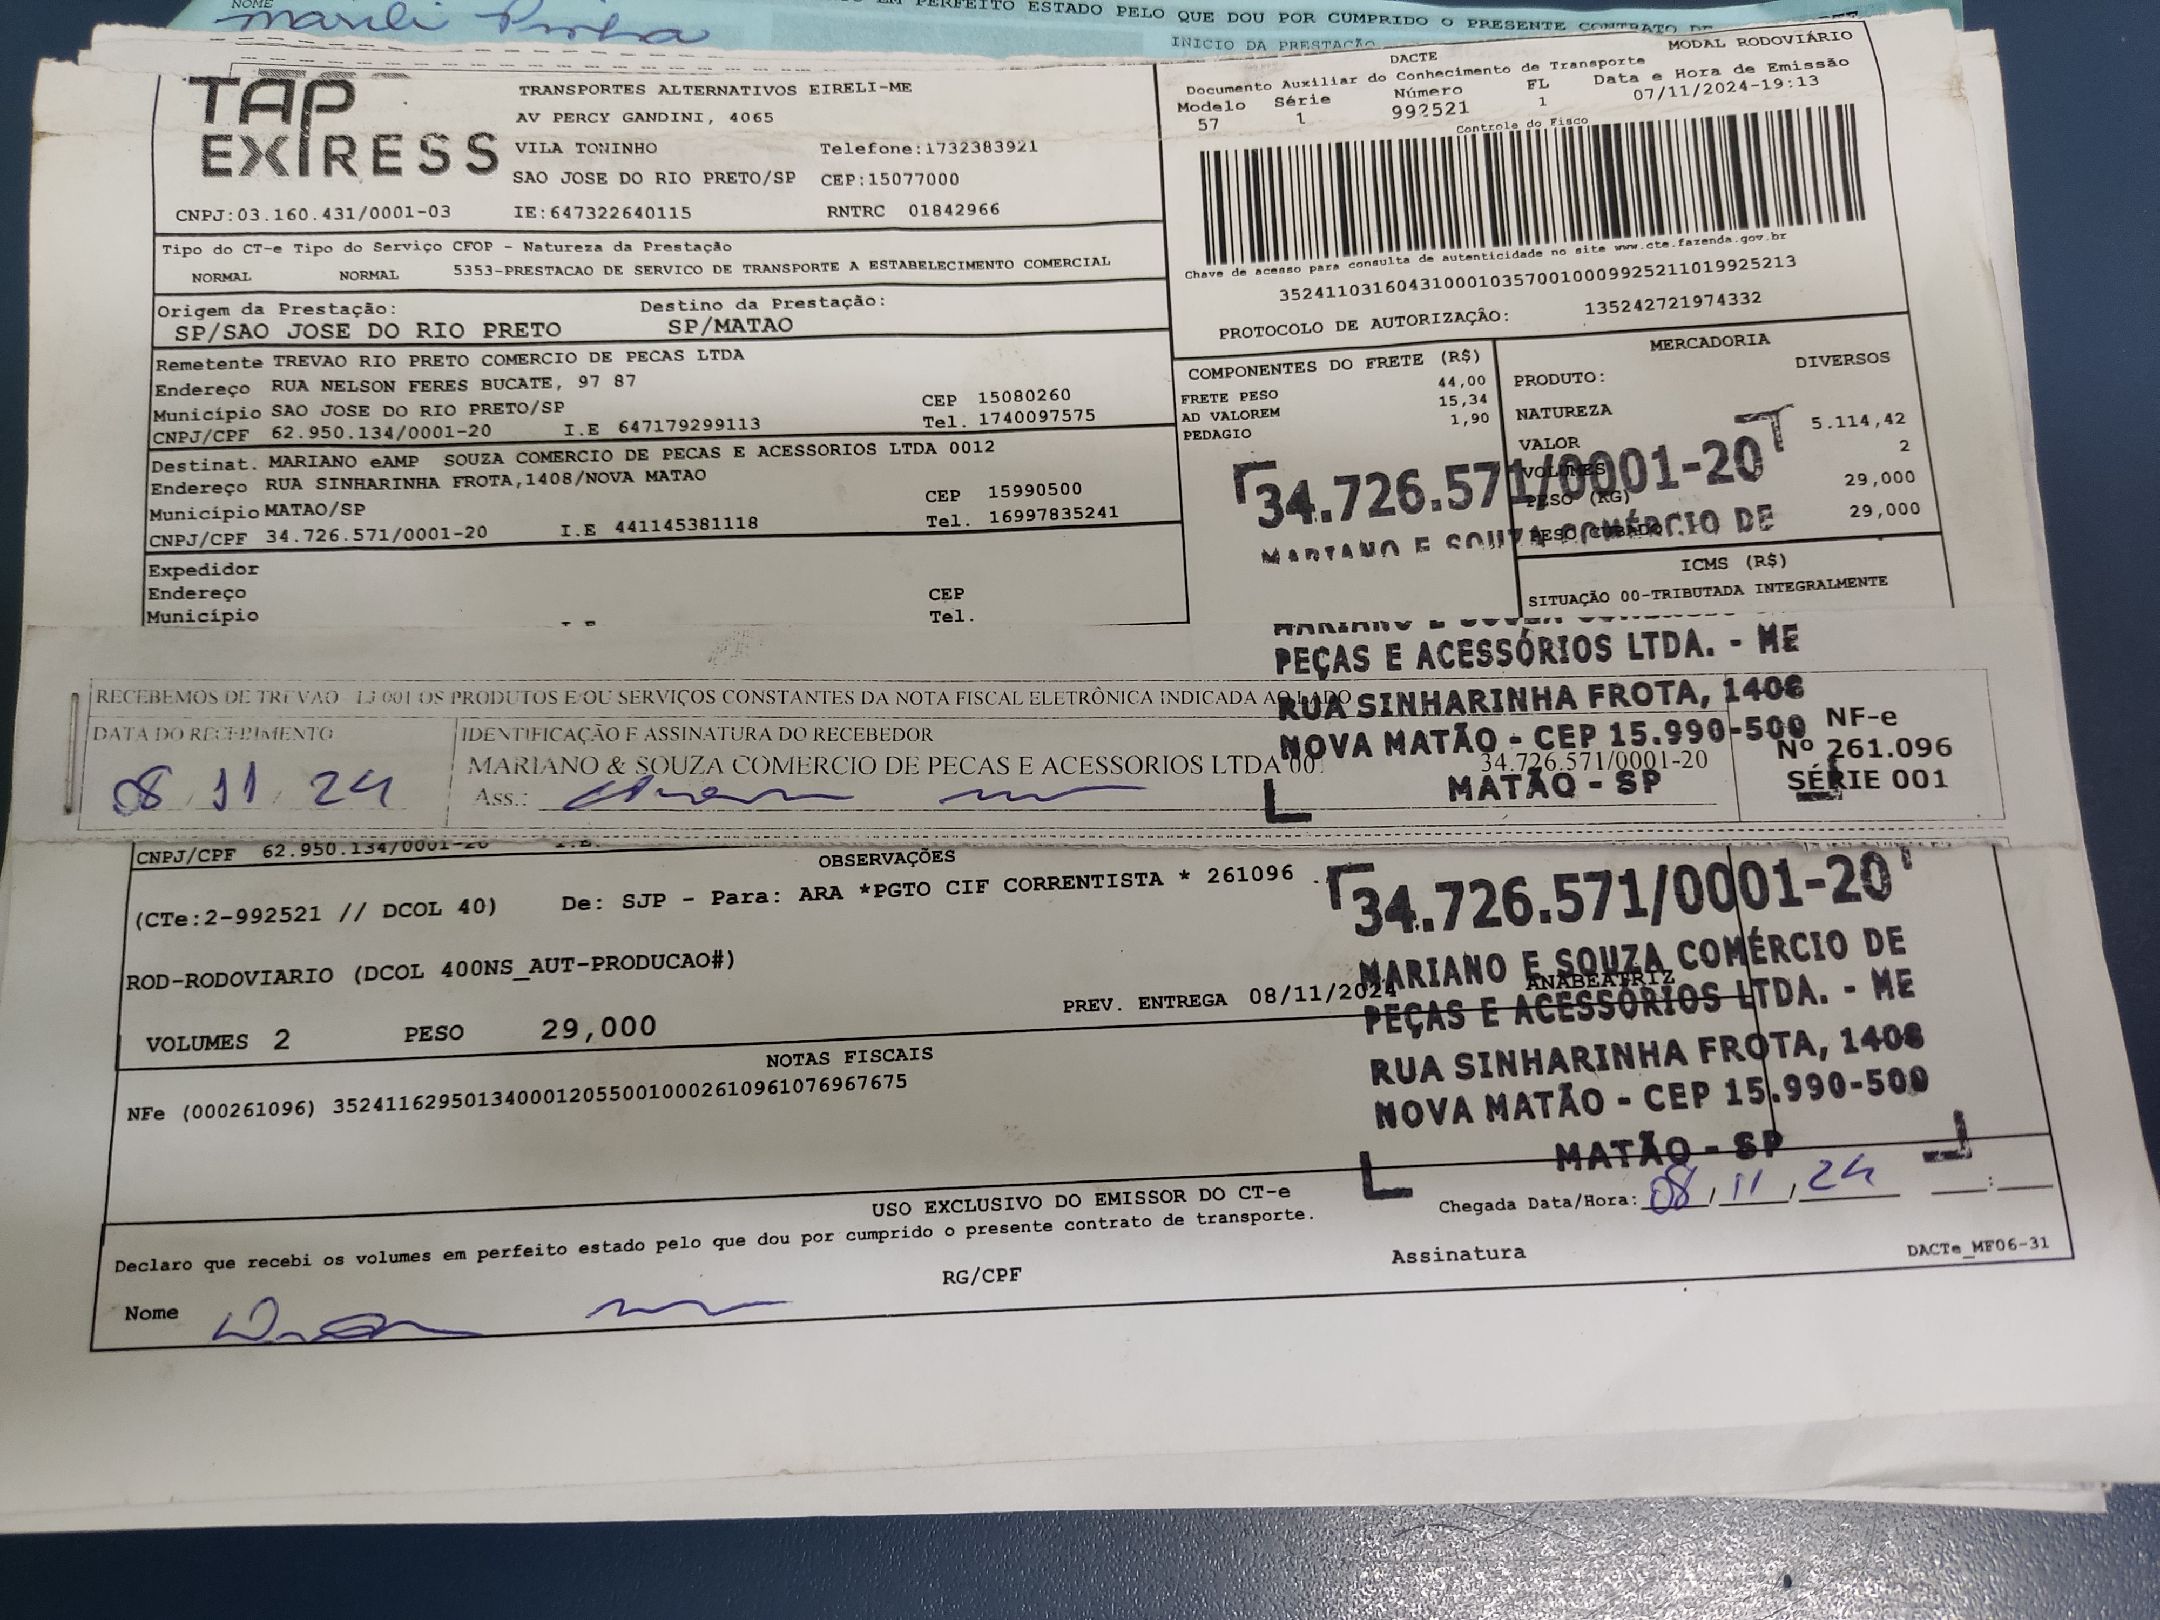 NOME
Marili
EM PERFEITO ESTADO PELO QUE DOU POR CUMPRIDO O PRESENTE CONTRATO DE
INICIO DA PRESTAÇÃO
TAP EXPRESS
TRANSPORTES ALTERNATIVOS EIRELI-ME
AV PERCY GANDINI, 4065
VILA TONINHO Telefone:1732383921
SAO JOSE DO RIO PRETO/SP CEP:15077000
CNPJ:03.160.431/0001-03 IE:647322640115 RNTRC 01842966
DACTE MODAL RODOVIÁRIO
Documento Auxiliar do Conhecimento de Transporte
Modelo Série Número FL Data e Hora de Emissão
57 1 992521 1 07/11/2024-19:13
Controle do Fisco
Chave de acesso para consulta de autenticidade no site www.cte.fazenda.gov.br
35241103160431000103570010009925211019925213
PROTOCOLO DE AUTORIZAÇÃO: 135242721974332
Tipo do CT-e Tipo do Serviço CFOP - Natureza da Prestação
NORMAL NORMAL 5353-PRESTACAO DE SERVICO DE TRANSPORTE A ESTABELECIMENTO COMERCIAL
Origem da Prestação: Destino da Prestação:
SP/SAO JOSE DO RIO PRETO SP/MATAO
Remetente TREVAO RIO PRETO COMERCIO DE PECAS LTDA
Endereço RUA NELSON FERES BUCATE, 97 87
Município SAO JOSE DO RIO PRETO/SP CEP 15080260
CNPJ/CPF 62.950.134/0001-20 I.E 647179299113 Tel. 1740097575
Destinat. MARIANO eAMP SOUZA COMERCIO DE PECAS E ACESSORIOS LTDA 0012
Endereço RUA SINHARINHA FROTA,1408/NOVA MATAO
Município MATAO/SP CEP 15990500
CNPJ/CPF 34.726.571/0001-20 I.E 441145381118 Tel. 16997835241
Expedidor
Endereço CEP
Município Tel.
COMPONENTES DO FRETE (R$)
FRETE PESO 44,00
AD VALOREM 15,34
PEDAGIO 1,90
MERCADORIA
PRODUTO: DIVERSOS
NATUREZA
VALOR 5.114,42
VOLUMES 2
PESO (KG) 29,000
PESO CUBADO 29,000
ICMS (R$)
SITUAÇÃO 00-TRIBUTADA INTEGRALMENTE
34.726.571/0001-20
MARIANO E SOUZA COMÉRCIO DE
PEÇAS E ACESSÓRIOS LTDA. - ME
RUA SINHARINHA FROTA, 1408
NOVA MATÃO - CEP 15.990-500
MATÃO - SP
RECEBEMOS DE TREVAO 13 001 OS PRODUTOS E/OU SERVIÇOS CONSTANTES DA NOTA FISCAL ELETRÔNICA INDICADA AO LADO
DATA DO RECEBIMENTO IDENTIFICAÇÃO E ASSINATURA DO RECEBEDOR
MARIANO & SOUZA COMERCIO DE PECAS E ACESSORIOS LTDA 34.726.571/0001-20
08 11 24 Ass.:
NF-e
Nº 261.096
SÉRIE 001
CNPJ/CPF 62.950.134/0001-20 I.E.
OBSERVAÇÕES
(CTe:2-992521 // DCOL 40) De: SJP - Para: ARA *PGTO CIF CORRENTISTA * 261096 .
ROD-RODOVIARIO (DCOL 400NS_AUT-PRODUCAO#)
PREV. ENTREGA 08/11/2024 ANABEATRIZ
VOLUMES 2 PESO 29,000
NOTAS FISCAIS
NFe (000261096) 35241162950134000120550010002610961076967675
34.726.571/0001-20
MARIANO E SOUZA COMÉRCIO DE
PEÇAS E ACESSÓRIOS LTDA. - ME
RUA SINHARINHA FROTA, 1408
NOVA MATÃO - CEP 15.990-500
MATÃO - SP
USO EXCLUSIVO DO EMISSOR DO CT-e
Chegada Data/Hora: 08/11/24 :
Declaro que recebi os volumes em perfeito estado pelo que dou por cumprido o presente contrato de transporte.
Nome RG/CPF Assinatura
DACTe_MF06-31